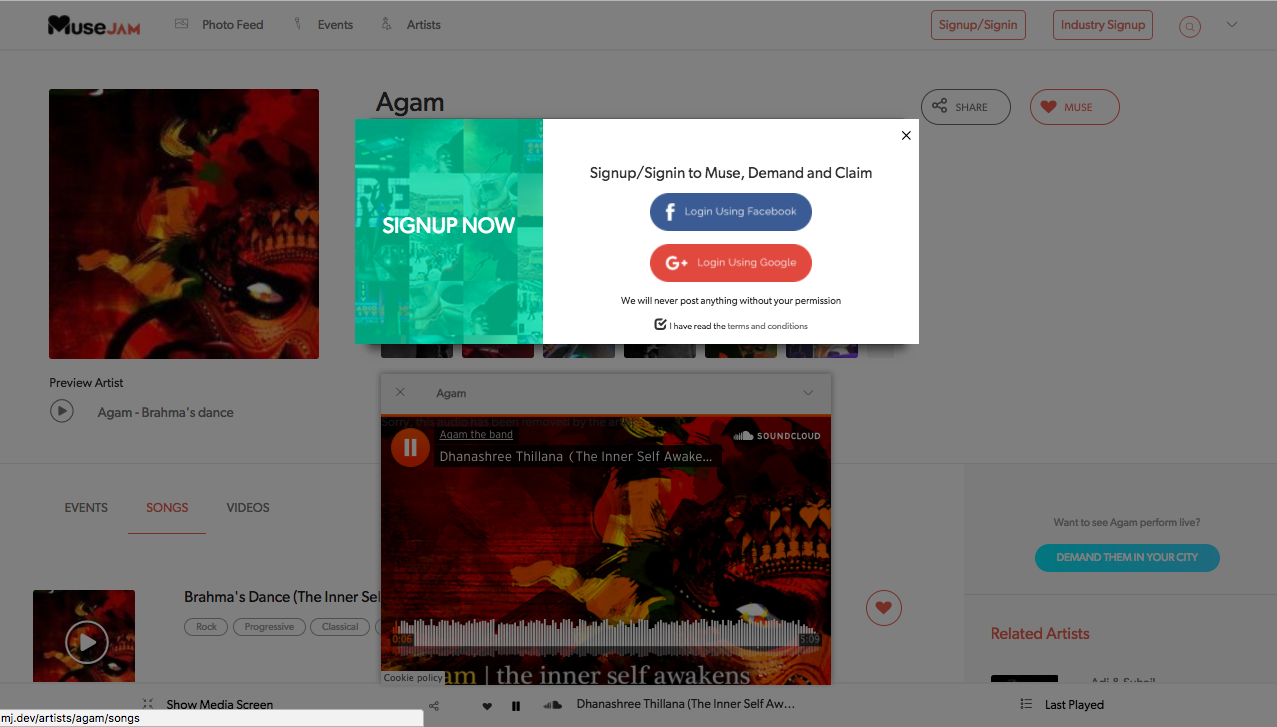 MuseJAM
Photo Feed
Events
Artists
Signup/Signin
Industry Signup
Agam
SHARE
MUSE
SIGNUP NOW
Signup/Signin to Muse, Demand and Claim
Login Using Facebook
Login Using Google
We will never post anything without your permission
I have read the terms and conditions
Preview Artist
Agam - Brahma's dance
Agam
Sorry, this audio has been removed by the
Agam the band
SOUNDCLOUD
Dhanashree Thillana (The Inner Self Awake...
EVENTS
SONGS
VIDEOS
Want to see Agam perform live?
DEMAND THEM IN YOUR CITY
Brahma's Dance (The Inner Sel
Rock
Progressive
Classical
0:06
5:09
Related Artists
Cookie policy
am | the inner self awakens
Adi & Suhail
Show Media Screen
Dhanashree Thillana (The Inner Self Aw...
Last Played
mj.dev/artists/agam/songs